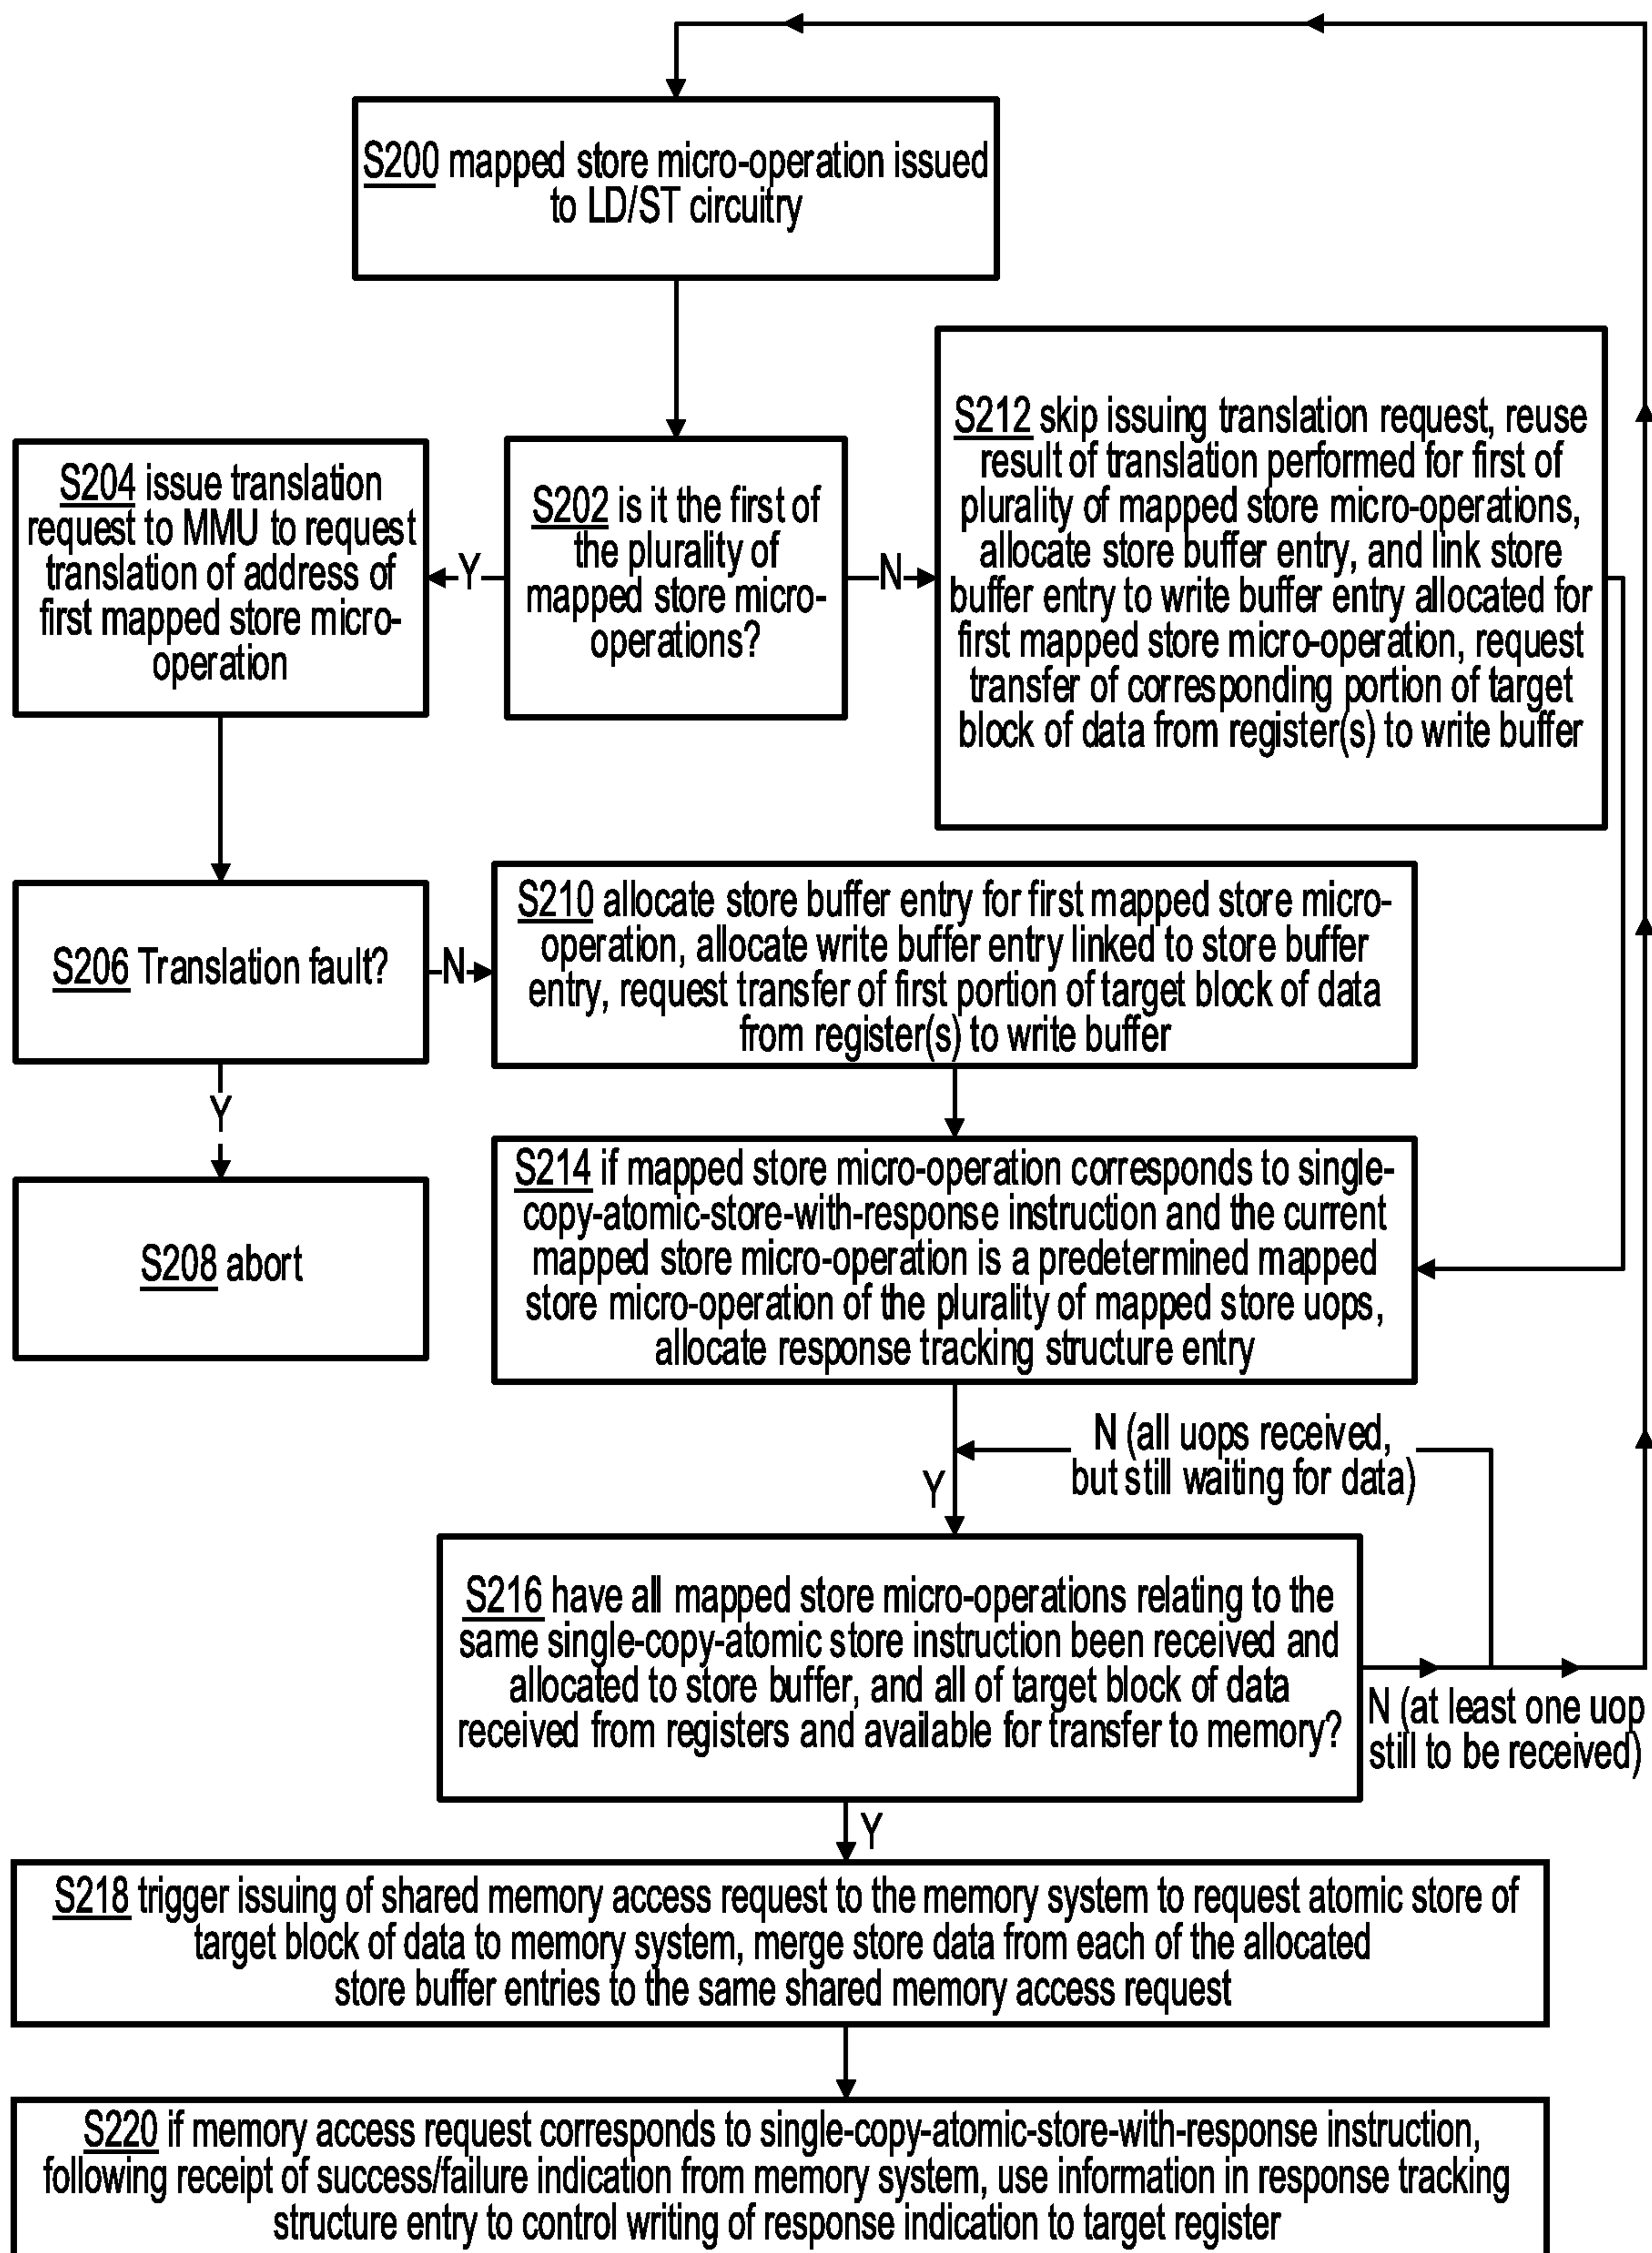 S200 mapped store micro-operation issued
to LD/ST circuitry
S202 is it the first of
the plurality of
mapped store micro-
operations?
Y
N
S204 issue translation
request to MMU to request
translation of address of
first mapped store micro-
operation
S212 skip issuing translation request, reuse
result of translation performed for first of
plurality of mapped store micro-operations,
allocate store buffer entry, and link store
buffer entry to write buffer entry allocated for
first mapped store micro-operation, request
transfer of corresponding portion of target
block of data from register(s) to write buffer
S206 Translation fault?
N
Y
S208 abort
S210 allocate store buffer entry for first mapped store micro-
operation, allocate write buffer entry linked to store buffer
entry, request transfer of first portion of target block of data
from register(s) to write buffer
S214 if mapped store micro-operation corresponds to single-
copy-atomic-store-with-response instruction and the current
mapped store micro-operation is a predetermined mapped
store micro-operation of the plurality of mapped store uops,
allocate response tracking structure entry
N (all uops received,
but still waiting for data)
Y
S216 have all mapped store micro-operations relating to the
same single-copy-atomic store instruction been received and
allocated to store buffer, and all of target block of data
received from registers and available for transfer to memory?
N (at least one uop
still to be received)
Y
S218 trigger issuing of shared memory access request to the memory system to request atomic store of
target block of data to memory system, merge store data from each of the allocated
store buffer entries to the same shared memory access request
S220 if memory access request corresponds to single-copy-atomic-store-with-response instruction,
following receipt of success/failure indication from memory system, use information in response tracking
structure entry to control writing of response indication to target register